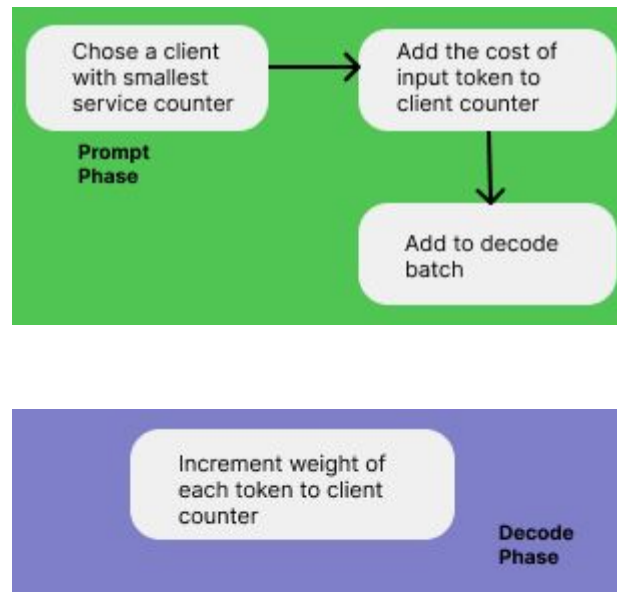 Chose a client
with smallest
service counter
Add the cost of
input token to
client counter
Prompt
Phase
Add to decode
batch
Increment weight of
each token to client
counter
Decode
Phase